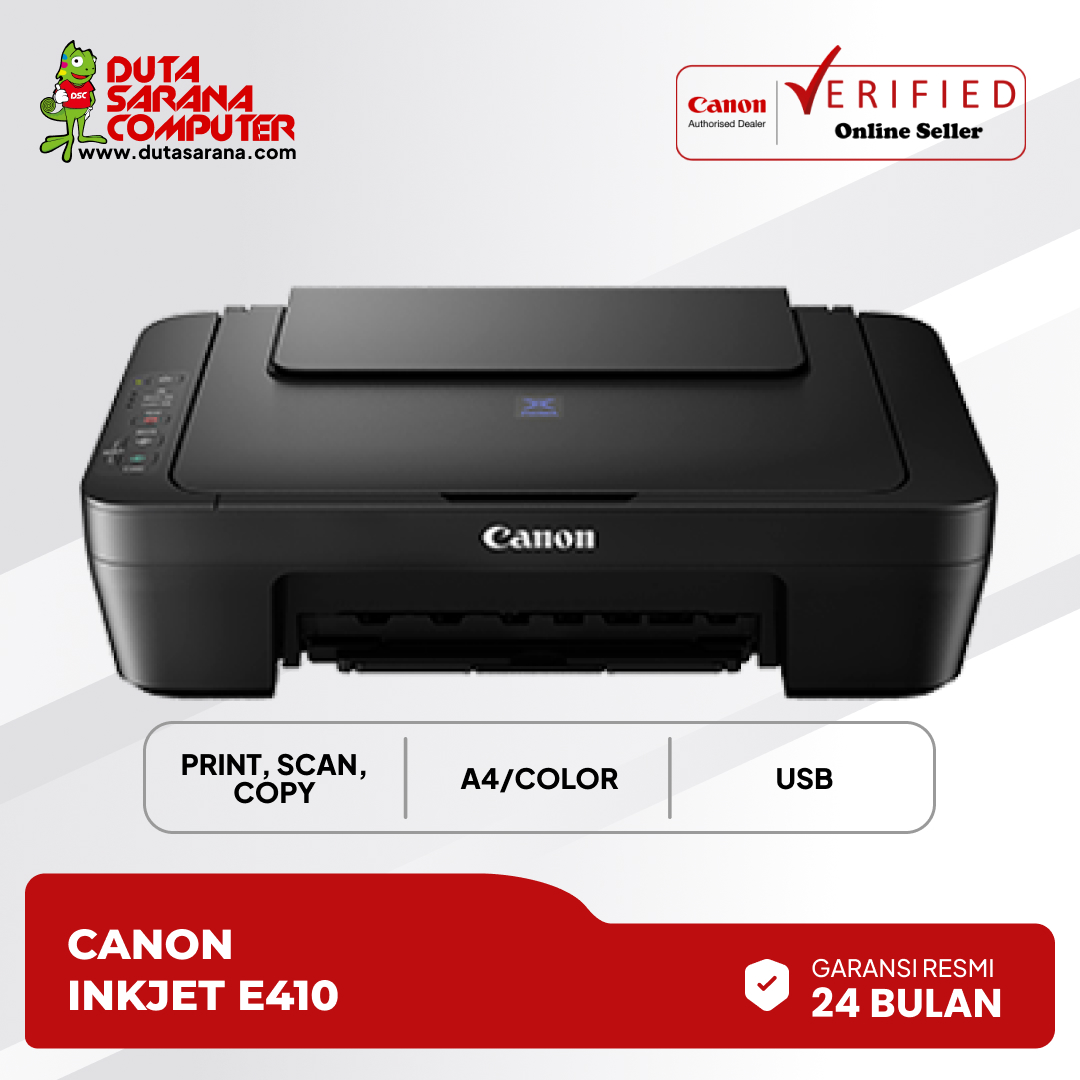 DUTA
SARANA
COMPUTER
DSC
www.dutasarana.com
Canon
Authorised Dealer
VERIFIED
Online Seller
Canon
PRINT, SCAN,
COPY
A4/COLOR
USB
CANON
INKJET E410
GARANSI RESMI
24 BULAN